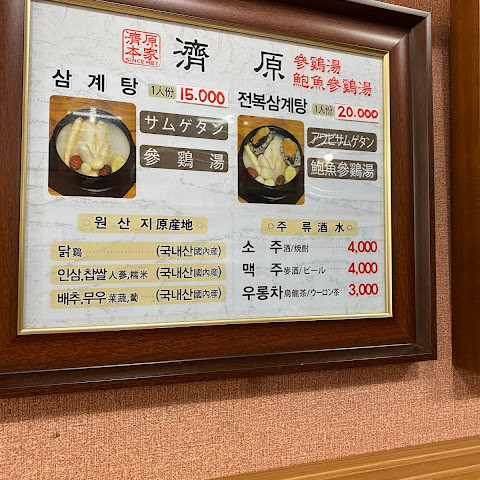 濟原
本家
SINCE 1987
濟 原
參鷄湯
鮑魚參鷄湯
삼계탕 1人份 15.000
サムゲタン
參鷄湯
전복삼계탕 1人份 20.000
アワビサムゲタン
鮑魚參鷄湯
원산지 原産地
닭 鷄 (국내산 國內産)
인삼,찹쌀 人蔘, 糯米 (국내산 國內産)
배추,무우 菜蔬, 蔔 (국내산 國內産)
주류 酒水
소 주 酒/焼酎 4,000
맥 주 麥酒/ビール 4,000
우롱차 烏龍茶/ウーロン茶 3,000